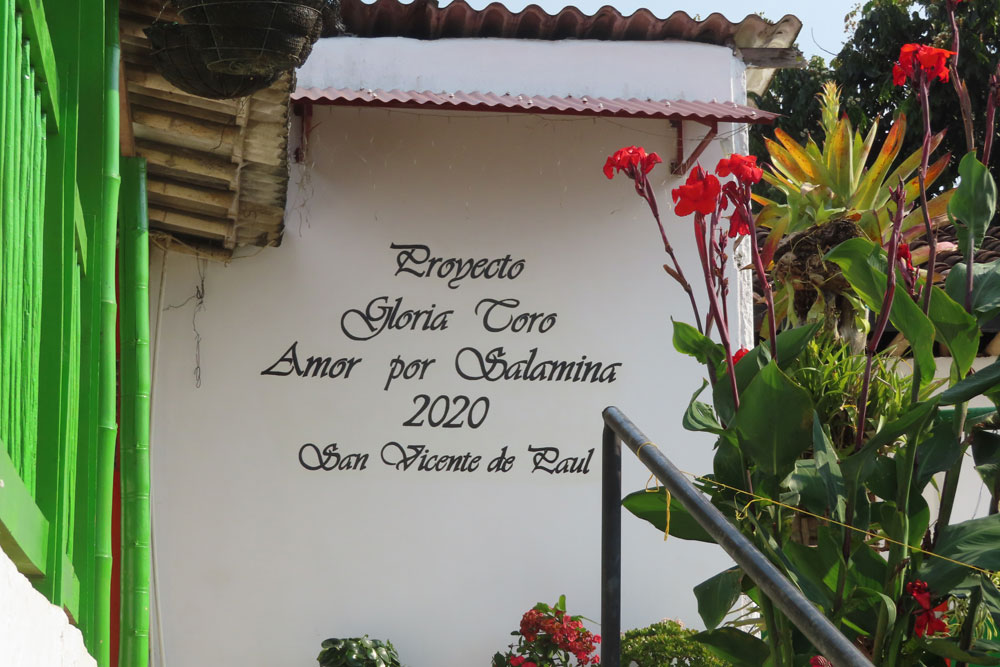 Proyecto
Gloria Toro
Amor por Salamina
2020
San Vicente de Paul